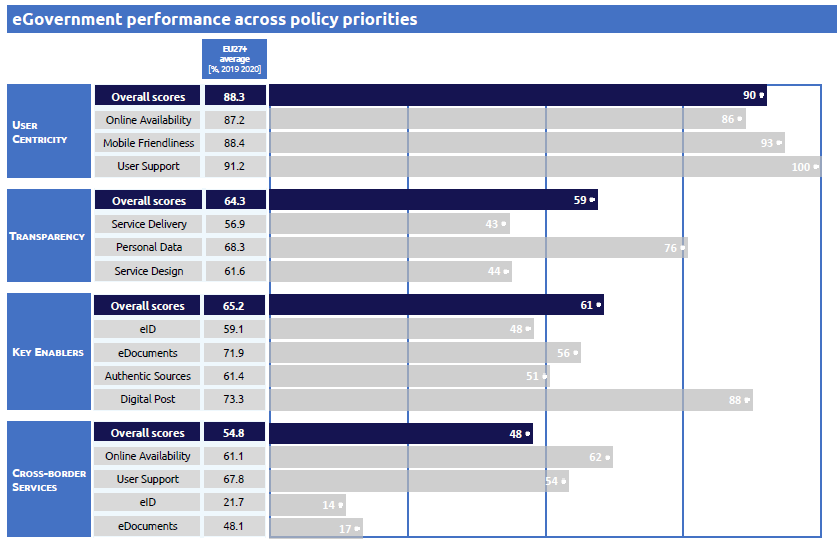 eGovernment performance across policy priorities
EU27+
average
[%, 2019 2020]
USER
CENTRICITY
Overall scores 88.3 90
Online Availability 87.2 86
Mobile Friendliness 88.4 93
User Support 91.2 100
TRANSPARENCY
Overall scores 64.3 59
Service Delivery 56.9 43
Personal Data 68.3 76
Service Design 61.6 44
KEY ENABLERS
Overall scores 65.2 61
eID 59.1 48
eDocuments 71.9 56
Authentic Sources 61.4 51
Digital Post 73.3 88
CROSS-BORDER
SERVICES
Overall scores 54.8 48
Online Availability 61.1 62
User Support 67.8 54
eID 21.7 14
eDocuments 48.1 17